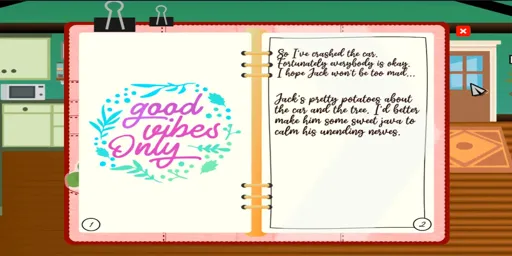 good
vibes
Only
1
So I've crashed the car.
Fortunately everybody is okay.
I hope Jack won't be too mad...
Jack's pretty potatoes about
the car and the tree. I'd better
make him some sweet java to
calm his unending nerves.
2